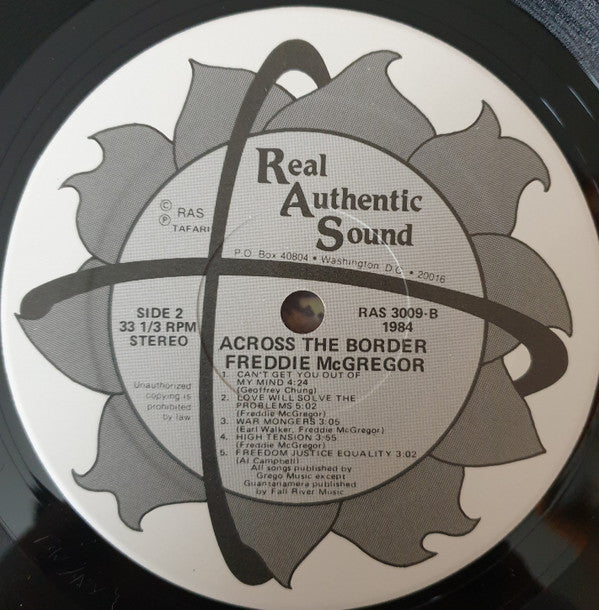 Real
Authentic
Sound
© RAS
℗ TAFARI
P.O. Box 40804 • Washington D.C. • 20016
SIDE 2
33 1/3 RPM
STEREO
RAS 3009-B
1984
ACROSS THE BORDER
FREDDIE McGREGOR
Unauthorized
copying is
prohibited
by law
1. CAN'T GET YOU OUT OF
MY MIND 4:24
(Geoffrey Chung)
2. LOVE WILL SOLVE THE
PROBLEMS 5:02
(Freddie McGregor)
3. WAR MONGERS 3:05
(Earl Walker, Freddie McGregor)
4. HIGH TENSION 3:55
(Freddie McGregor)
5. FREEDOM JUSTICE EQUALITY 3:02
(Al Campbell)
All songs published by
Grego Music except
Guantanamera published
by Fall River Music